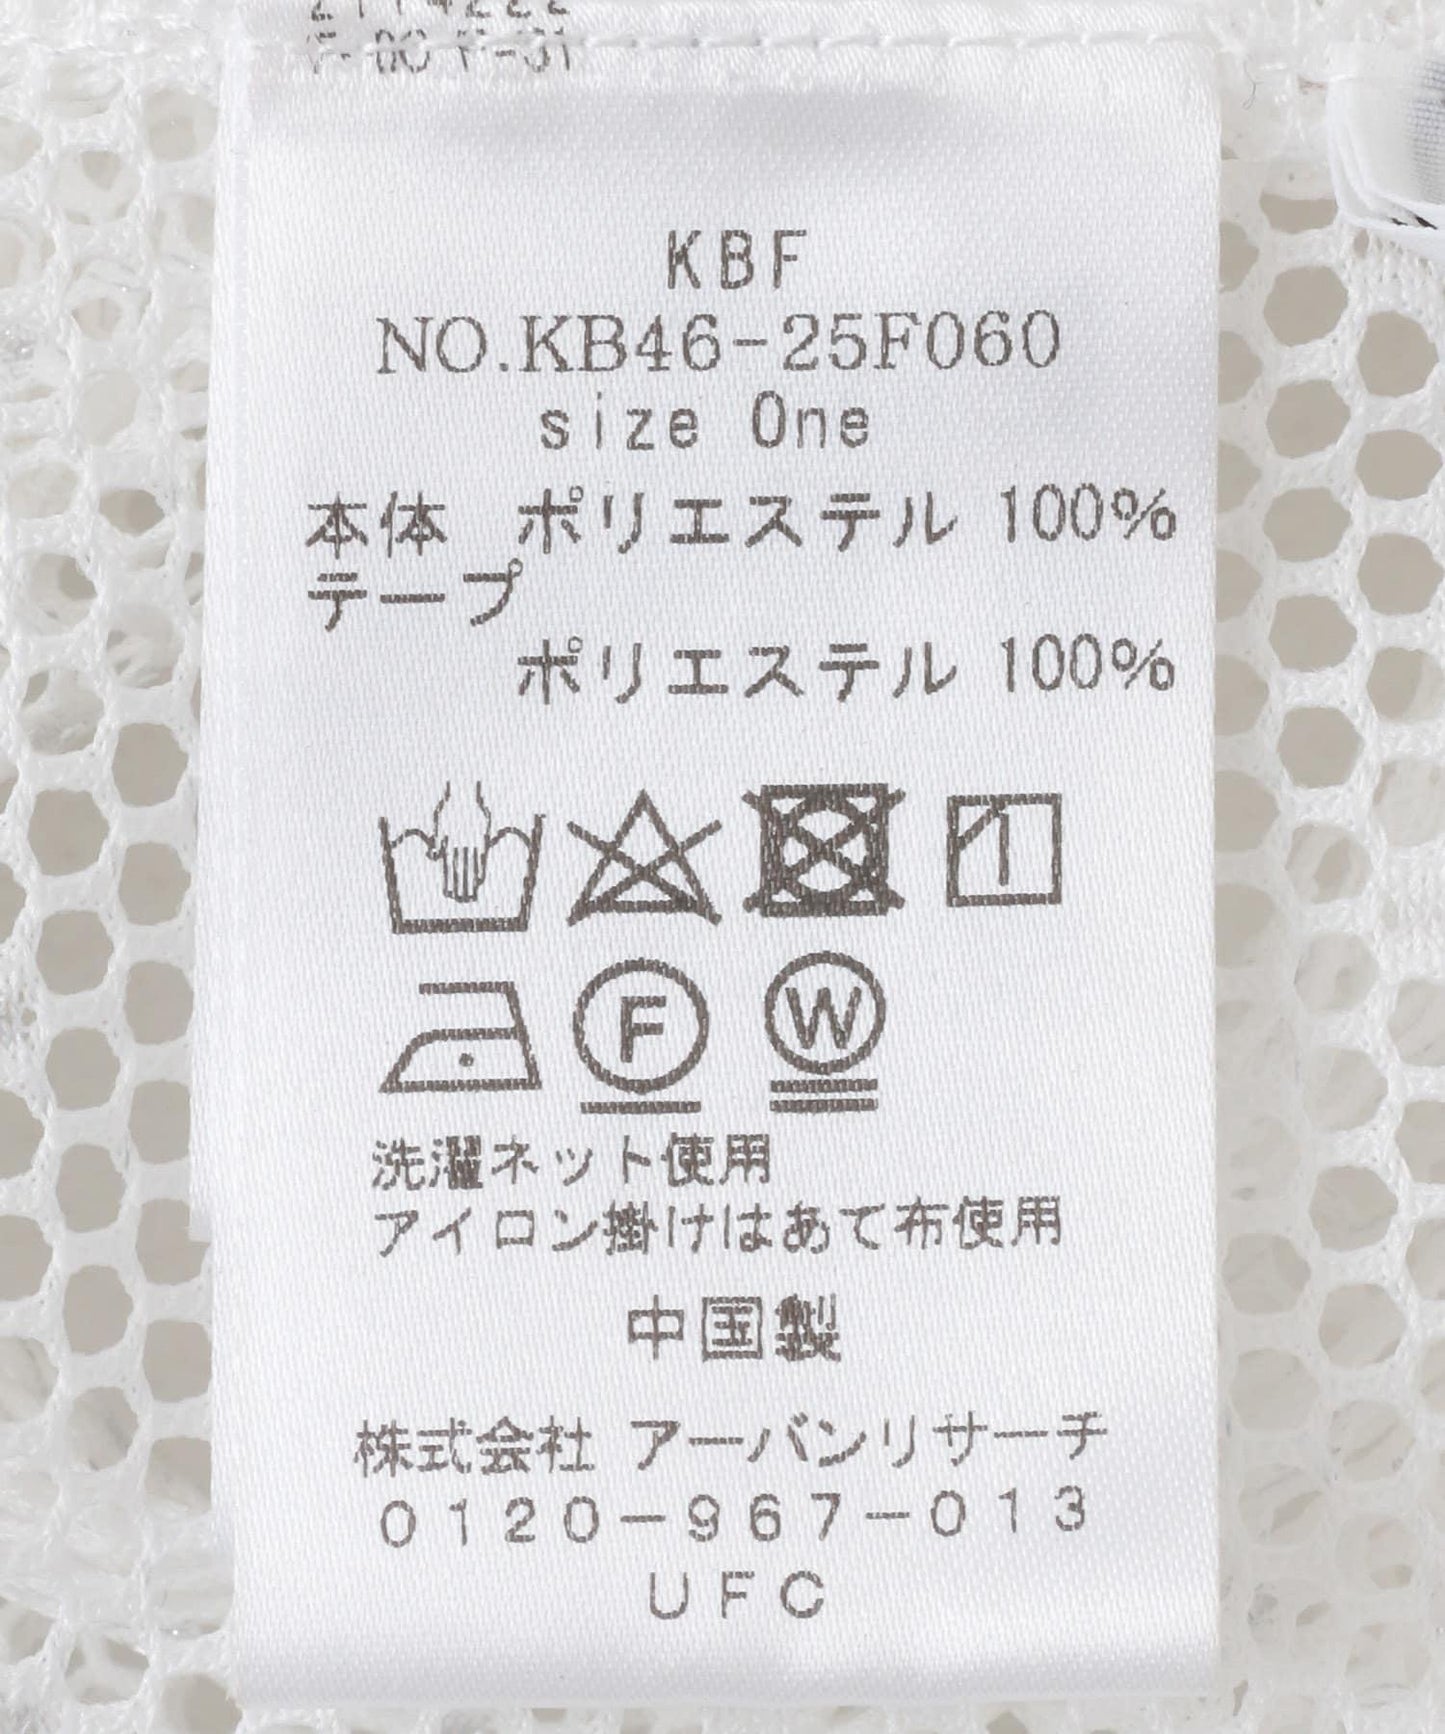 KBF
NO.KB46-25F060
size One
本体 ポリエステル 100%
テープ
ポリエステル 100%
F W
洗濯ネット使用
アイロン掛けはあて布使用
中国製
株式会社 アーバンリサーチ
0120-967-013
UFC